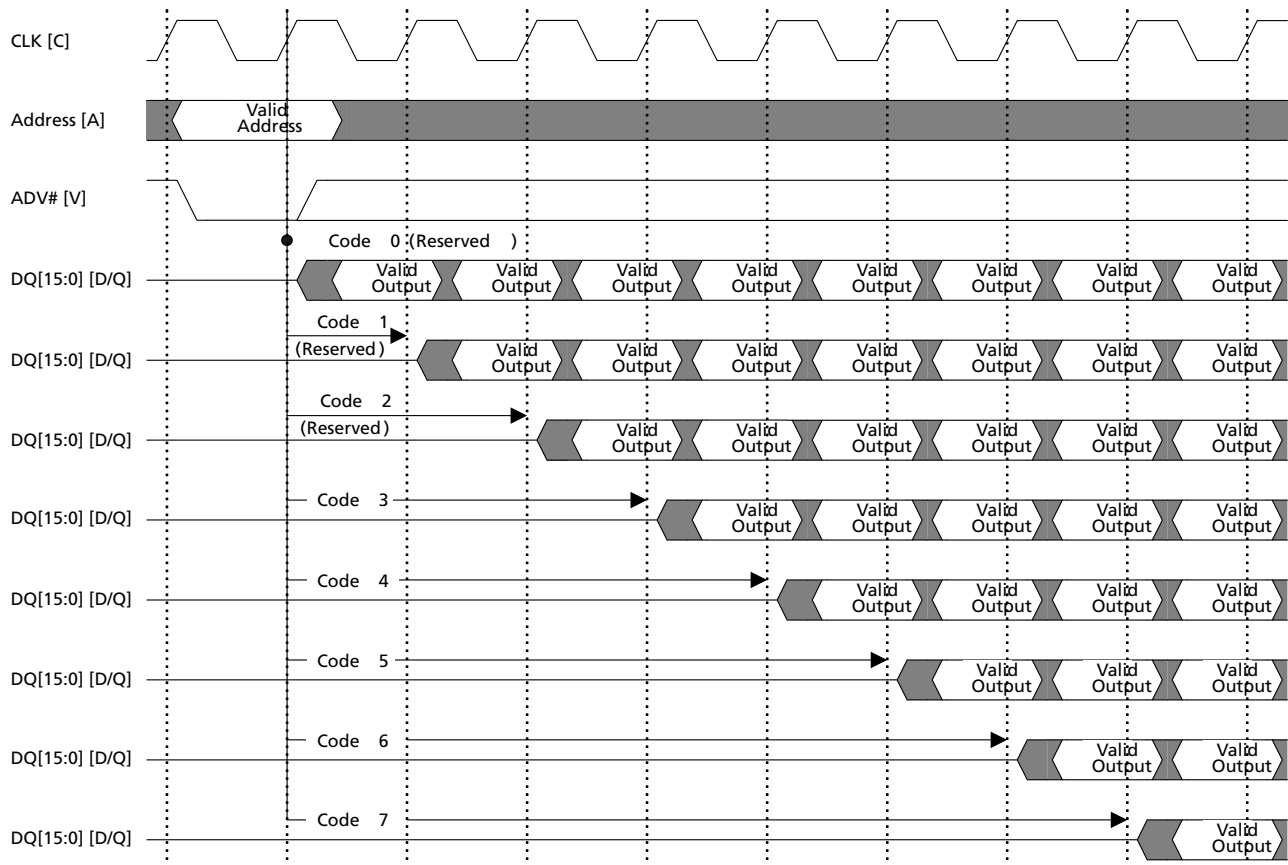 CLK [C]
Address [A]
Valid
Address
ADV# [V]
Code 0 (Reserved )
DQ[15:0] [D/Q]
Valid Valid Valid Valid Valid Valid Valid Valid
Output Output Output Output Output Output Output Output
Code 1
(Reserved)
DQ[15:0] [D/Q]
Valid Valid Valid Valid Valid Valid Valid
Output Output Output Output Output Output Output
Code 2
(Reserved)
DQ[15:0] [D/Q]
Valid Valid Valid Valid Valid Valid
Output Output Output Output Output Output
Code 3
DQ[15:0] [D/Q]
Valid Valid Valid Valid Valid
Output Output Output Output Output
Code 4
DQ[15:0] [D/Q]
Valid Valid Valid Valid
Output Output Output Output
Code 5
DQ[15:0] [D/Q]
Valid Valid Valid
Output Output Output
Code 6
DQ[15:0] [D/Q]
Valid Valid
Output Output
Code 7
DQ[15:0] [D/Q]
Valid
Output